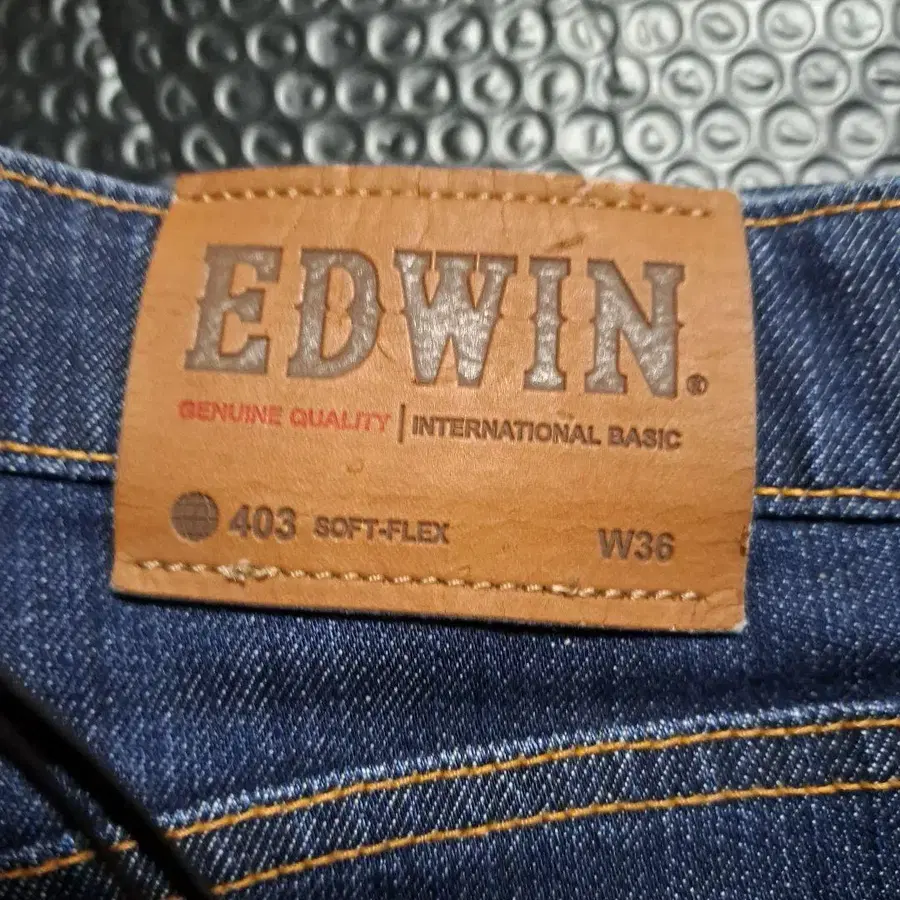 EDWIN®
GENUINE QUALITY | INTERNATIONAL BASIC
403 SOFT-FLEX W36